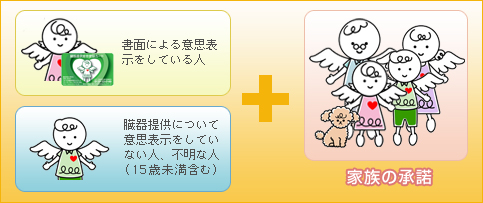 書面による意思表
示をしている人
臓器提供について
意思表示をしてい
ない人、不明な人
（15歳未満含む）
家族の承諾